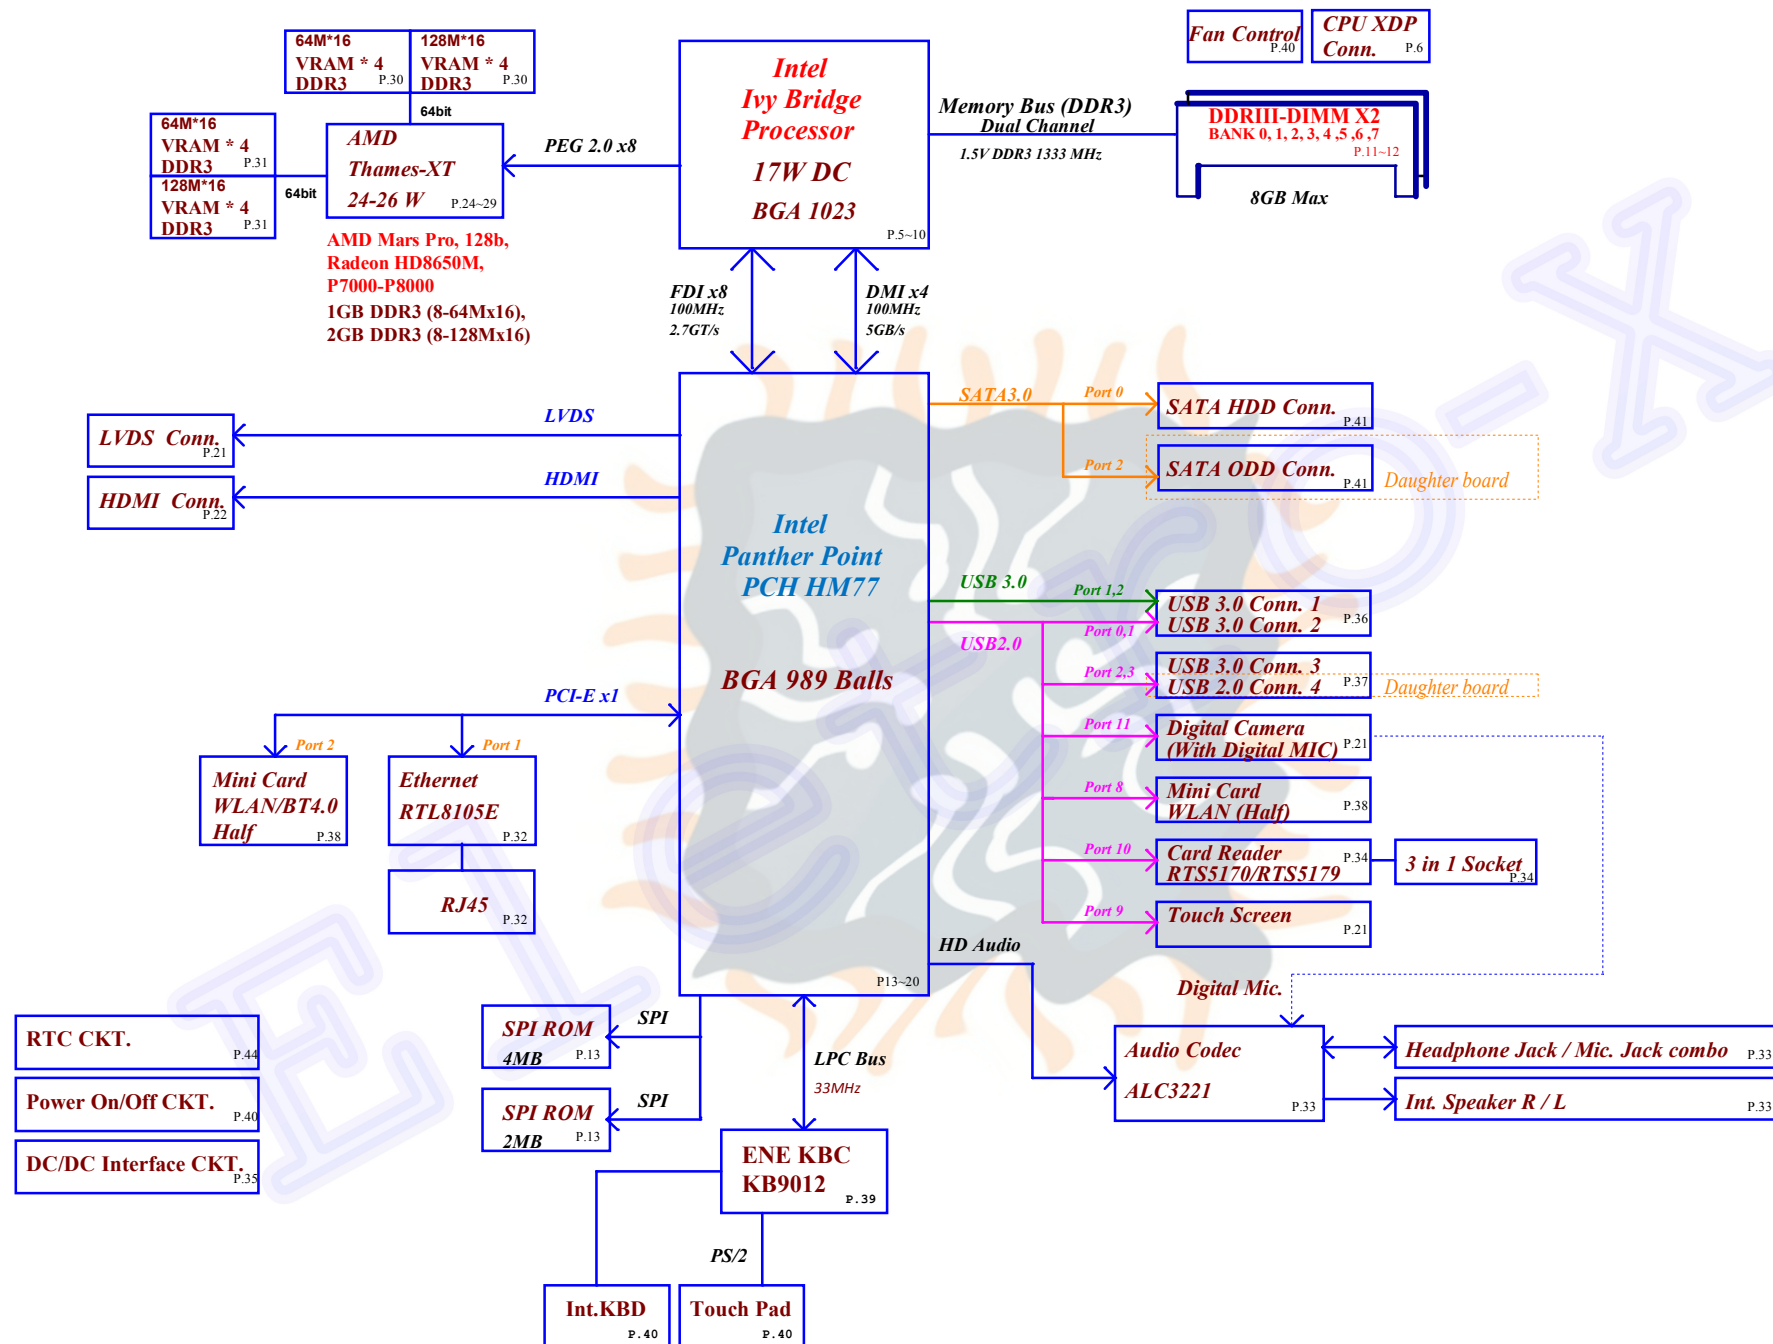 64M*16
VRAM * 4
DDR3
P.30
128M*16
VRAM * 4
DDR3
P.30
64bit
64M*16
VRAM * 4
DDR3
P.31
128M*16
VRAM * 4
DDR3
P.31
64bit
AMD
Thames-XT
24-26 W
P.24~29
AMD Mars Pro, 128b,
Radeon HD8650M,
P7000-P8000
1GB DDR3 (8-64Mx16),
2GB DDR3 (8-128Mx16)
PEG 2.0 x8
Intel
Ivy Bridge
Processor
17W DC
BGA 1023
P.5~10
Memory Bus (DDR3)
Dual Channel
1.5V DDR3 1333 MHz
Fan Control
P.40
CPU XDP
Conn.
P.6
DDRIII-DIMM X2
BANK 0, 1, 2, 3, 4 ,5 ,6 ,7
P.11~12
8GB Max
FDI x8
100MHz
2.7GT/s
DMI x4
100MHz
5GB/s
LVDS
LVDS Conn.
P.21
HDMI
HDMI Conn.
P.22
Intel
Panther Point
PCH HM77
BGA 989 Balls
P13~20
SATA3.0
Port 0
SATA HDD Conn.
P.41
Port 2
SATA ODD Conn.
P.41
Daughter board
USB 3.0
Port 1,2
USB 3.0 Conn. 1
USB 3.0 Conn. 2
P.36
Port 0,1
USB2.0
Port 2,3
USB 3.0 Conn. 3
USB 2.0 Conn. 4
P.37
Daughter board
Port 11
Digital Camera
(With Digital MIC)
P.21
Port 8
Mini Card
WLAN (Half)
P.38
Port 10
Card Reader
RTS5170/RTS5179
P.34
3 in 1 Socket
P.34
Port 9
Touch Screen
P.21
PCI-E x1
Port 2
Mini Card
WLAN/BT4.0
Half
P.38
Port 1
Ethernet
RTL8105E
P.32
RJ45
P.32
HD Audio
Digital Mic.
Audio Codec
ALC3221
P.33
Headphone Jack / Mic. Jack combo
P.33
Int. Speaker R / L
P.33
SPI ROM
4MB
P.13
SPI
SPI ROM
2MB
P.13
SPI
LPC Bus
33MHz
ENE KBC
KB9012
P.39
PS/2
Int.KBD
P.40
Touch Pad
P.40
RTC CKT.
P.44
Power On/Off CKT.
P.40
DC/DC Interface CKT.
P.35